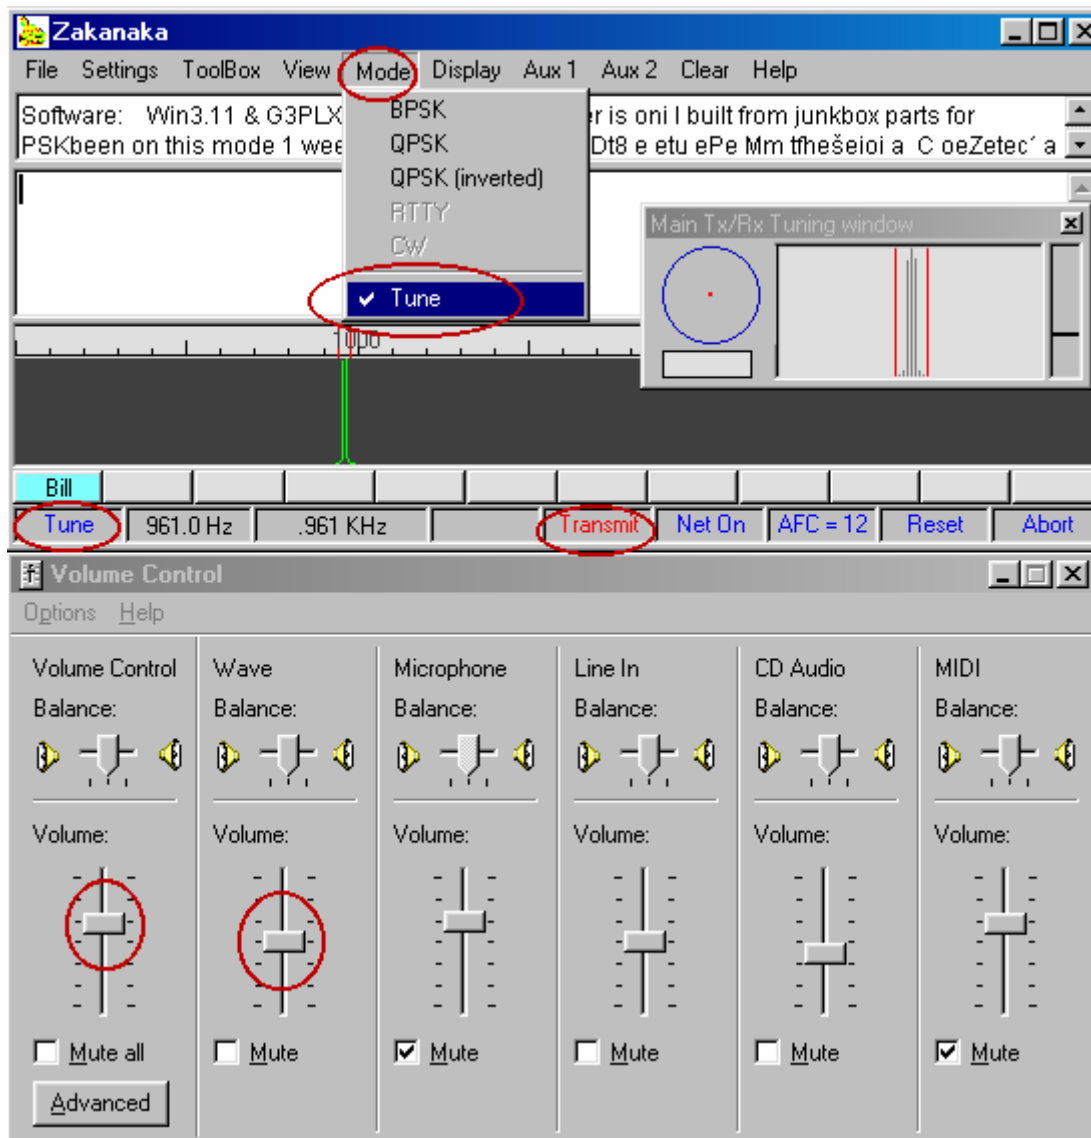 Zakanaka
File Settings ToolBox View Mode Display Aux 1 Aux 2 Clear Help
Software: Win3.11 & G3PLX r is oni I built from junkbox parts for
PSKbeen on this mode 1 wee Dt8 e etu ePe Mm tfhešeioi a C oeZetec´ a
BPSK
QPSK
QPSK (inverted)
RTTY
CW
Tune
Main Tx/Rx Tuning window
1000
Bill
Tune 961.0 Hz .961 KHz Transmit Net On AFC = 12 Reset Abort
Volume Control
Options Help
Volume Control Wave Microphone Line In CD Audio MIDI
Balance: Balance: Balance: Balance: Balance: Balance:
Volume: Volume: Volume: Volume: Volume: Volume:
Mute all Mute Mute Mute Mute Mute
Advanced